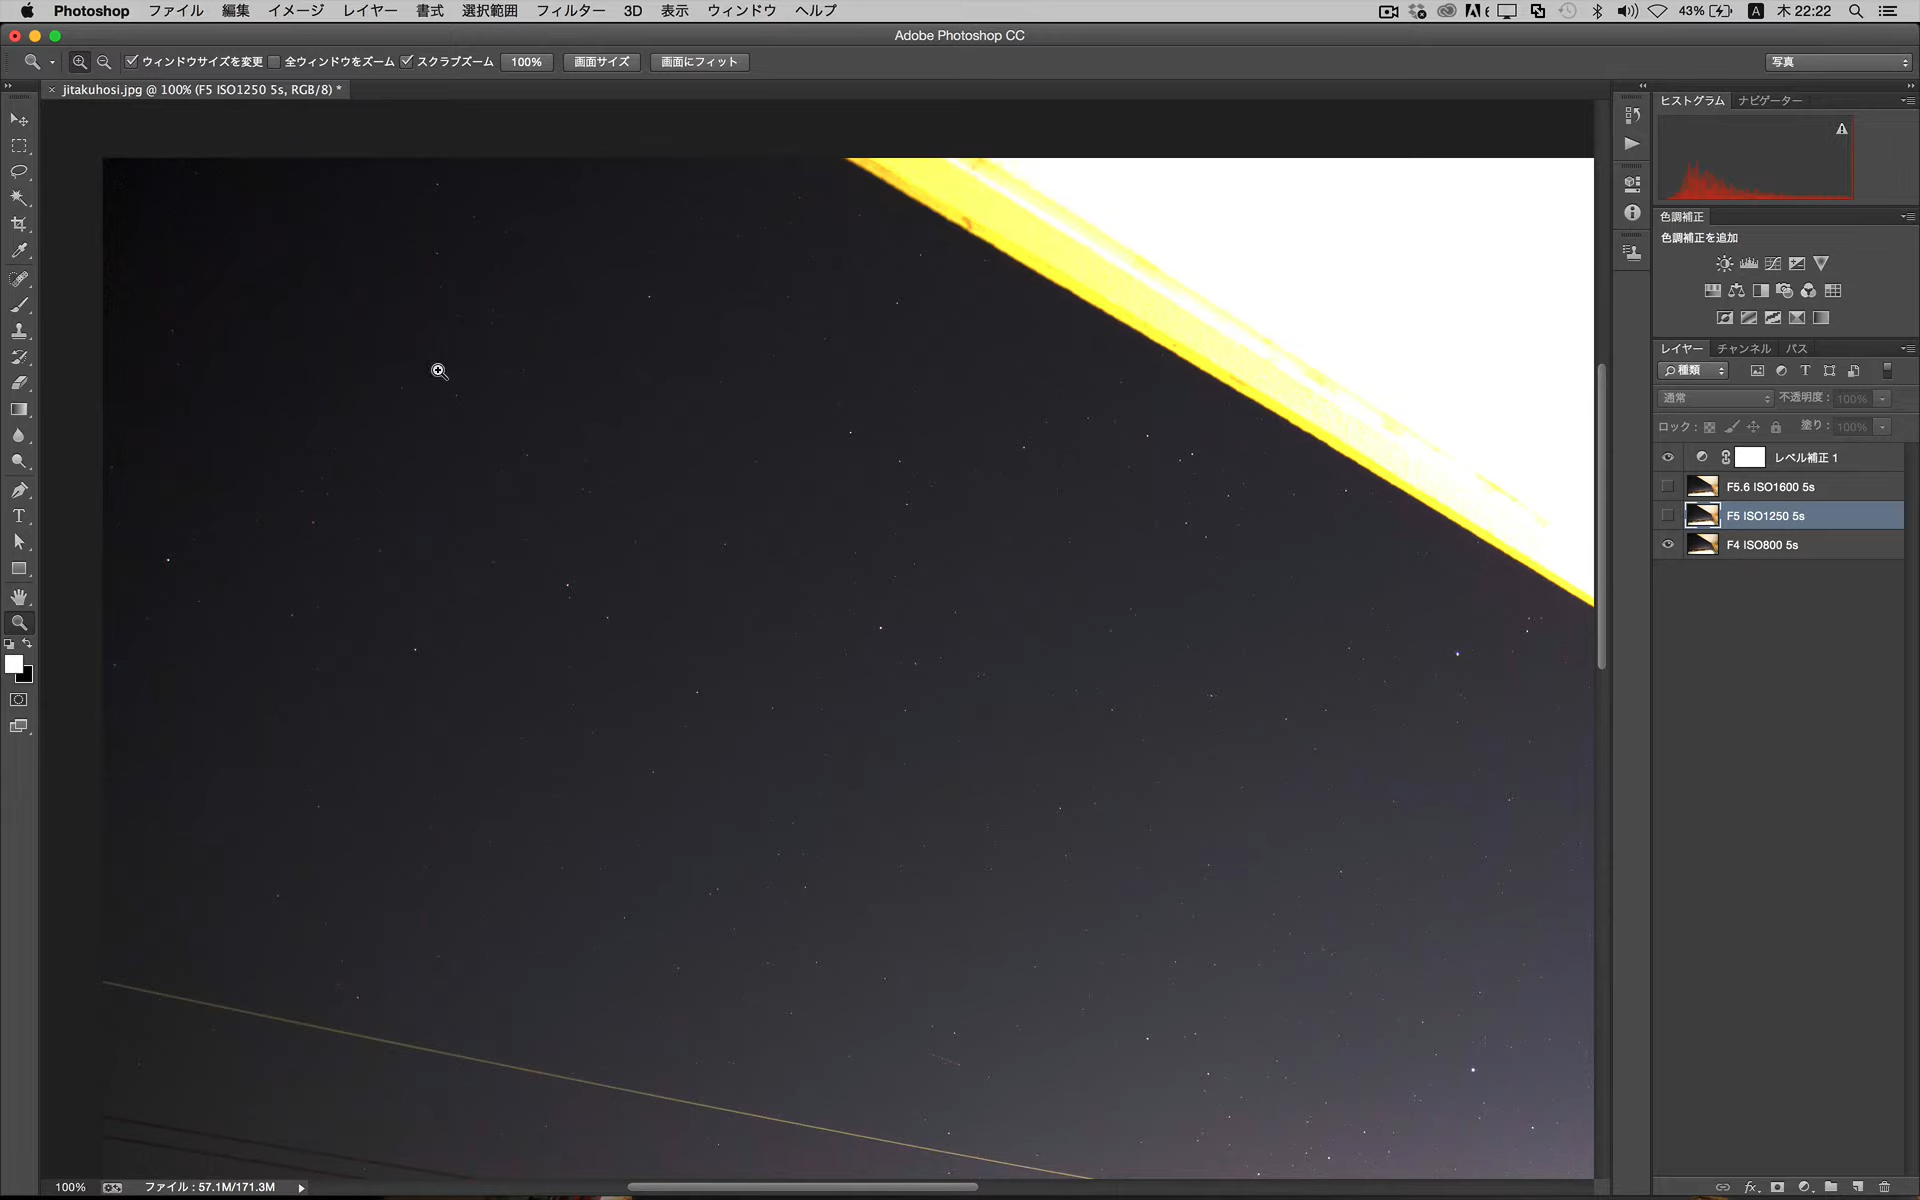 Photoshop ファイル 編集 イメージ レイヤー 書式 選択範囲 フィルター 3D 表示 ウィンドウ ヘルプ 6 43% A 木 22:22
Adobe Photoshop CC
ウィンドウサイズを変更 全ウィンドウをズーム スクラブズーム 100% 画面サイズ 画面にフィット 写真
jitakuhosi.jpg @ 100% (F5 ISO1250 5s, RGB/8) *
ヒストグラム ナビゲーター
色調補正
色調補正を追加
レイヤー チャンネル パス
種類
通常 不透明度: 100%
ロック: 塗り: 100%
レベル補正 1
F5.6 ISO1600 5s
F5 ISO1250 5s
F4 ISO800 5s
100% ファイル : 57.1M/171.3M